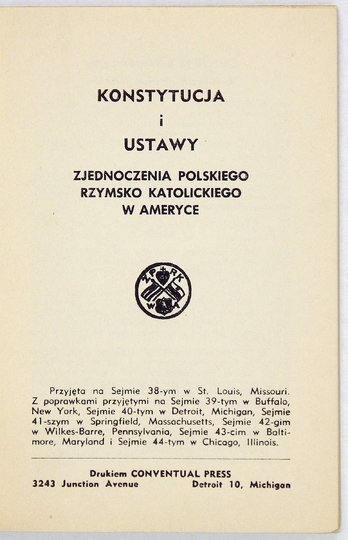 KONSTYTUCJA
i
USTAWY
ZJEDNOCZENIA POLSKIEGO
RZYMSKO KATOLICKIEGO
W AMERYCE
Z P R K
W A
Przyjęta na Sejmie 38-ym w St. Louis, Missouri.
Z poprawkami przyjętymi na Sejmie 39-tym w Buffalo,
New York, Sejmie 40-tym w Detroit, Michigan, Sejmie
41-szym w Springfield, Massachusetts, Sejmie 42-gim
w Wilkes-Barre, Pennsylvania, Sejmie 43-cim w Balti-
more, Maryland i Sejmie 44-tym w Chicago, Illinois.
Drukiem CONVENTUAL PRESS
3243 Junction Avenue Detroit 10, Michigan